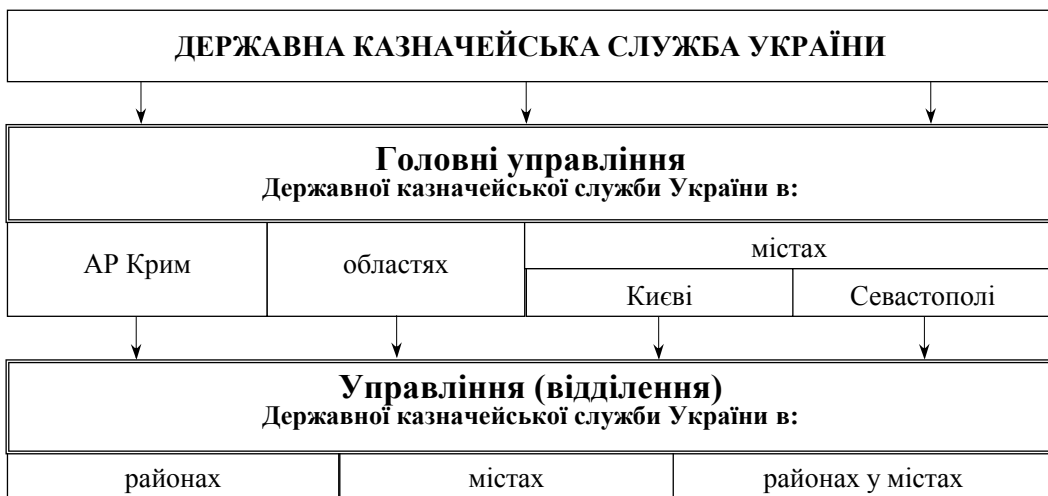 ДЕРЖАВНА КАЗНАЧЕЙСЬКА СЛУЖБА УКРАЇНИ
Головні управління
Державної казначейської служби України в:
АР Крим
областях
містах
Києві
Севастополі
Управління (відділення)
Державної казначейської служби України в:
районах
містах
районах у містах